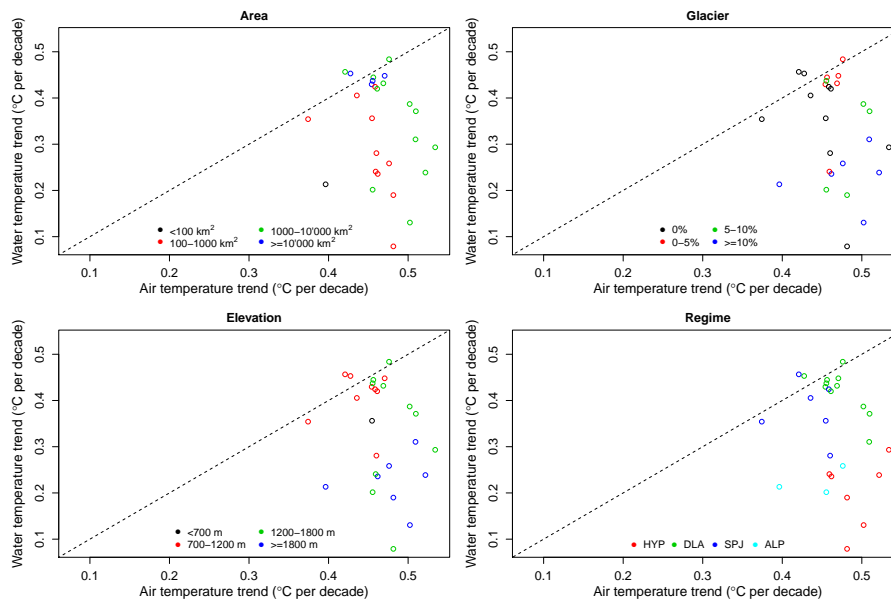 Area
Water temperature trend (°C per decade)
0.1 0.2 0.3 0.4 0.5
<100 km²
100−1000 km²
1000−10'000 km²
>=10'000 km²
0.1 0.2 0.3 0.4 0.5
Air temperature trend (°C per decade)
Glacier
Water temperature trend (°C per decade)
0.1 0.2 0.3 0.4 0.5
0%
0−5%
5−10%
>=10%
0.1 0.2 0.3 0.4 0.5
Air temperature trend (°C per decade)
Elevation
Water temperature trend (°C per decade)
0.1 0.2 0.3 0.4 0.5
<700 m
700−1200 m
1200−1800 m
>=1800 m
0.1 0.2 0.3 0.4 0.5
Air temperature trend (°C per decade)
Regime
Water temperature trend (°C per decade)
0.1 0.2 0.3 0.4 0.5
HYP DLA SPJ ALP
0.1 0.2 0.3 0.4 0.5
Air temperature trend (°C per decade)